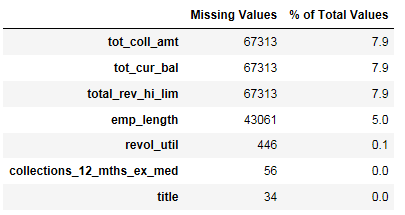 Missing Values % of Total Values
tot_coll_amt 67313 7.9
tot_cur_bal 67313 7.9
total_rev_hi_lim 67313 7.9
emp_length 43061 5.0
revol_util 446 0.1
collections_12_mths_ex_med 56 0.0
title 34 0.0